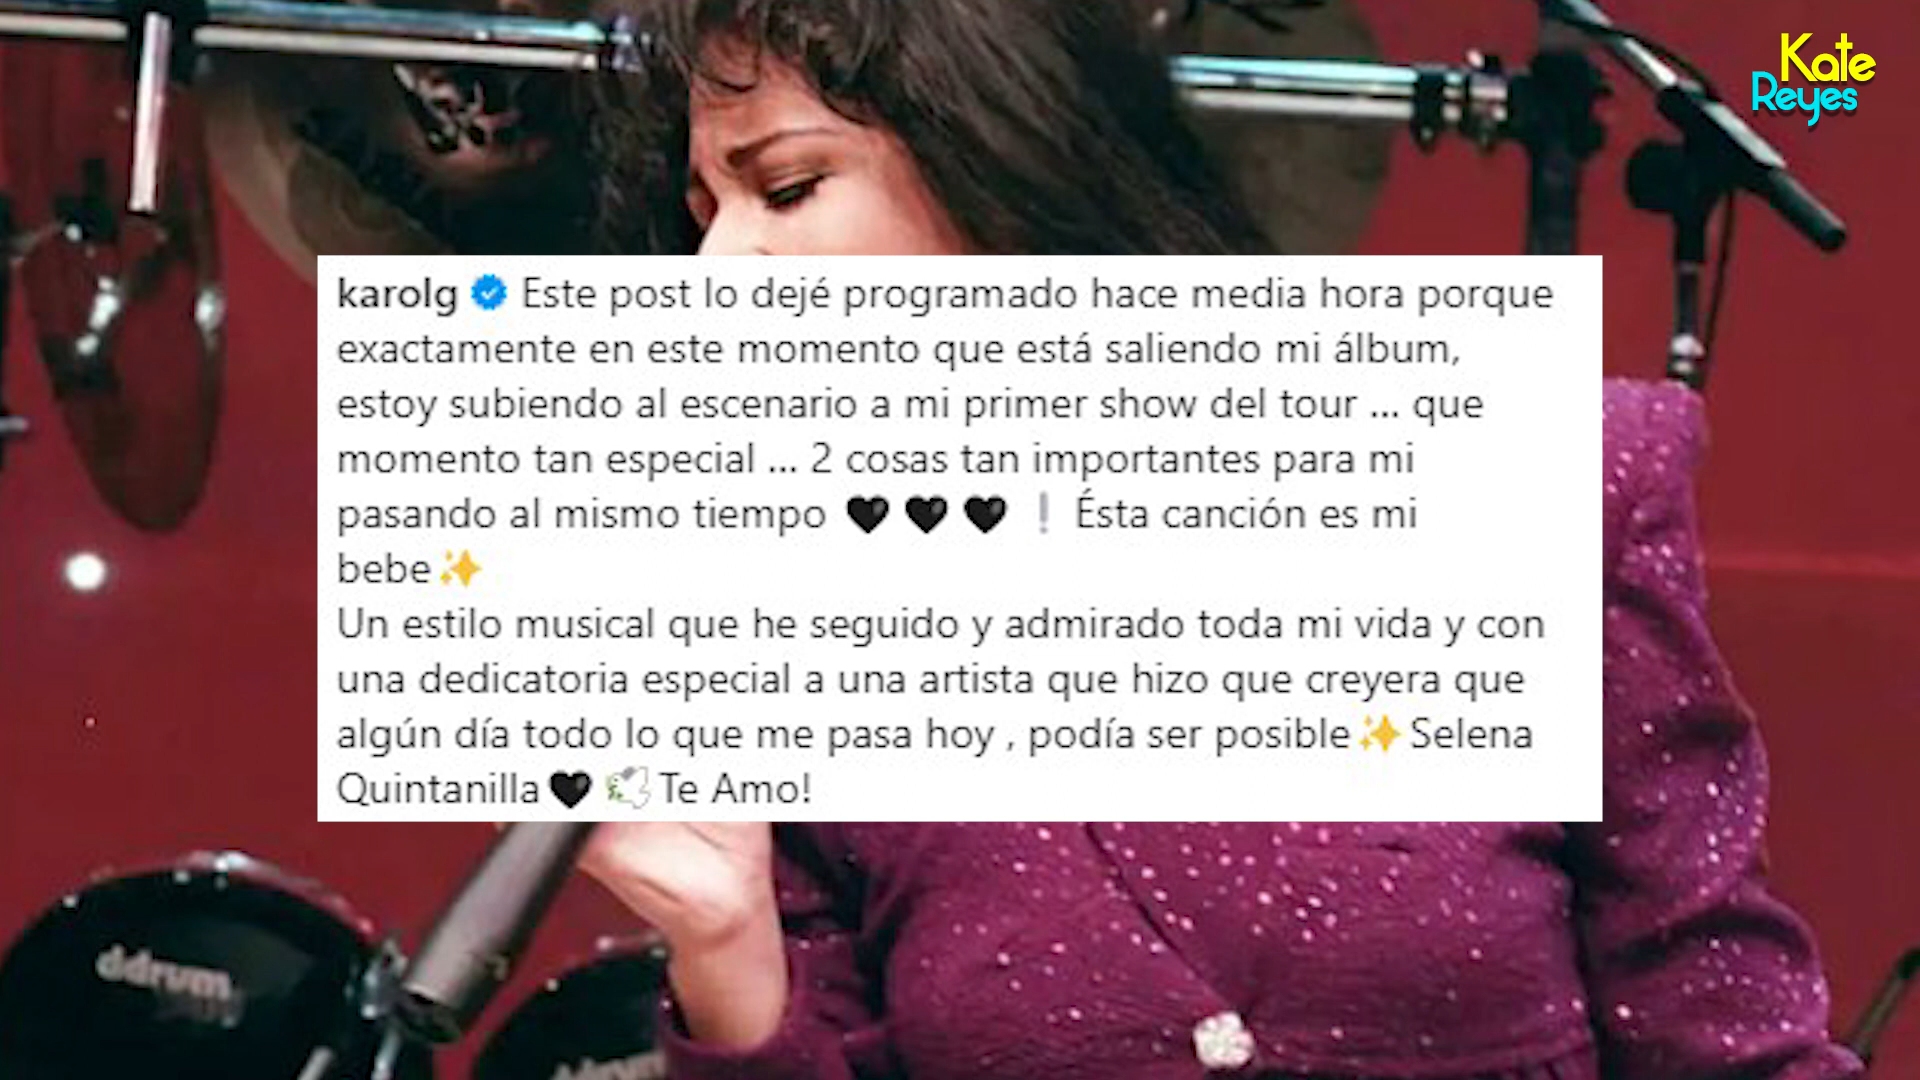 Kate
Reyes
karolg Este post lo dejé programado hace media hora porque
exactamente en este momento que está saliendo mi álbum,
estoy subiendo al escenario a mi primer show del tour ... que
momento tan especial ... 2 cosas tan importantes para mi
pasando al mismo tiempo 🖤🖤🖤❕ Ésta canción es mi
bebe✨
Un estilo musical que he seguido y admirado toda mi vida y con
una dedicatoria especial a una artista que hizo que creyera que
algún día todo lo que me pasa hoy , podía ser posible✨Selena
Quintanilla🖤🕊Te Amo!
ddrum
ddrum